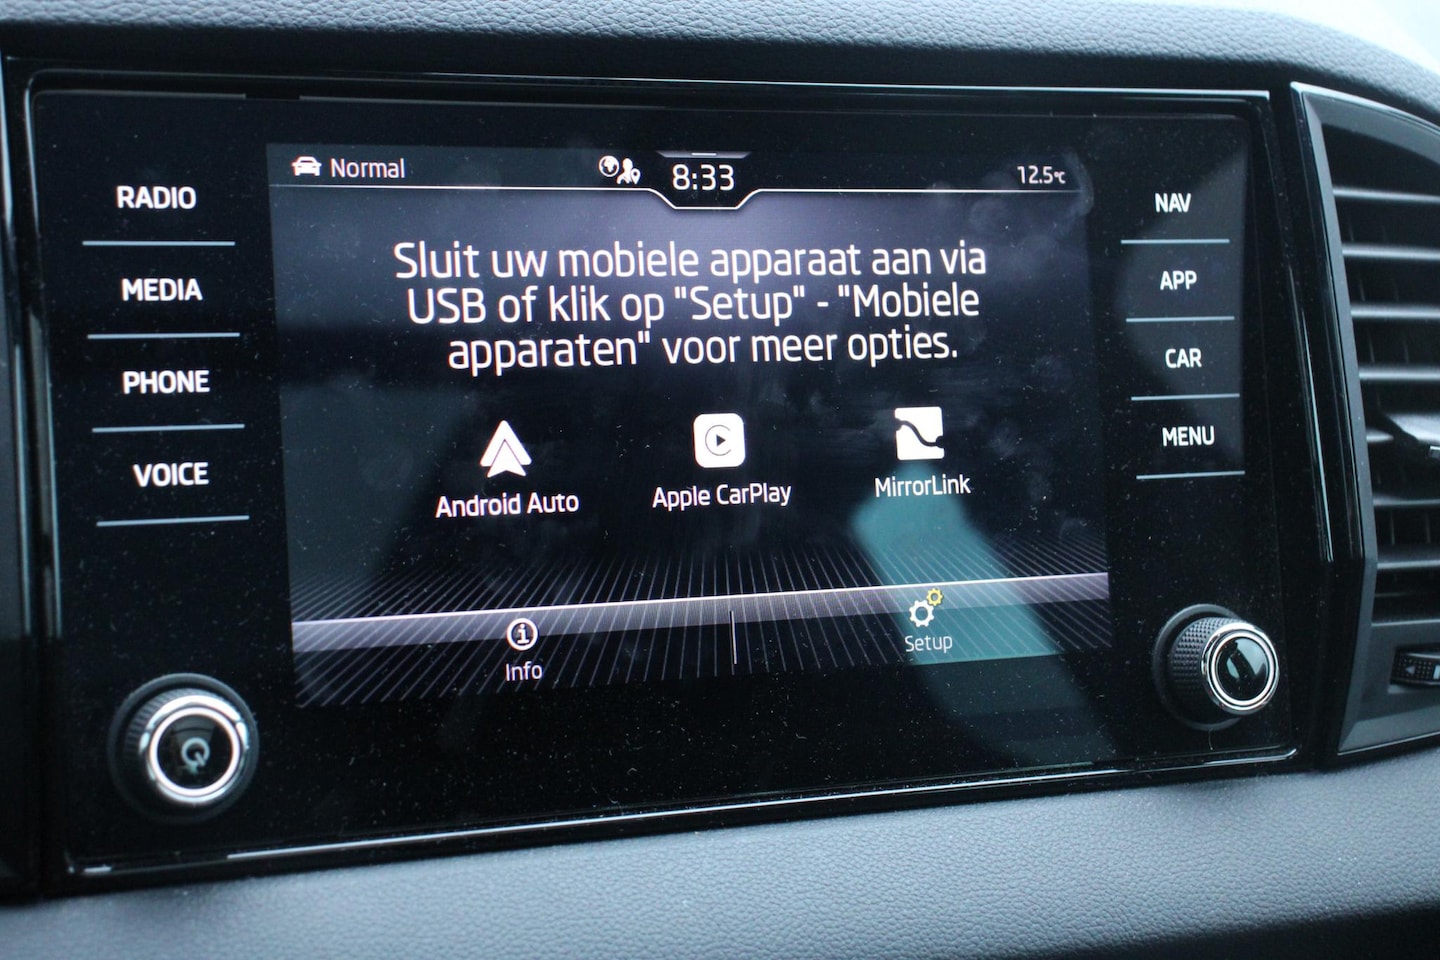 Normal
8:33
12.5°C
RADIO
MEDIA
PHONE
VOICE
Sluit uw mobiele apparaat aan via
USB of klik op "Setup" - "Mobiele
apparaten" voor meer opties.
Android Auto
Apple CarPlay
MirrorLink
Info
Setup
NAV
APP
CAR
MENU